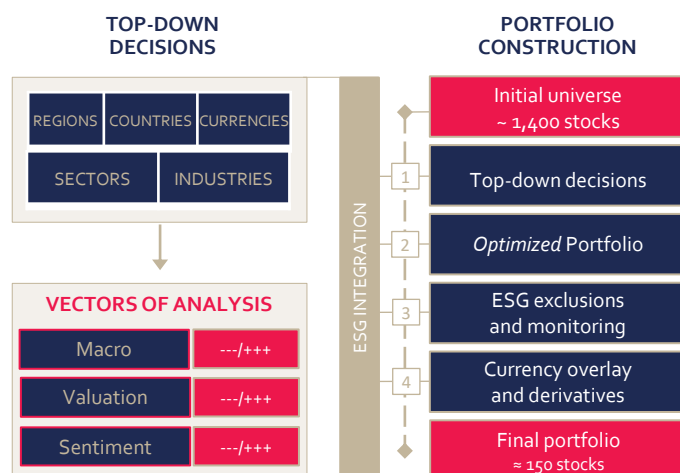 TOP-DOWN
DECISIONS
REGIONS
COUNTRIES
CURRENCIES
SECTORS
INDUSTRIES
VECTORS OF ANALYSIS
Macro
---/+++
Valuation
---/+++
Sentiment
---/+++
ESG INTEGRATION
PORTFOLIO
CONSTRUCTION
Initial universe
~ 1,400 stocks
1
Top-down decisions
2
Optimized Portfolio
3
ESG exclusions
and monitoring
4
Currency overlay
and derivatives
Final portfolio
≈ 150 stocks